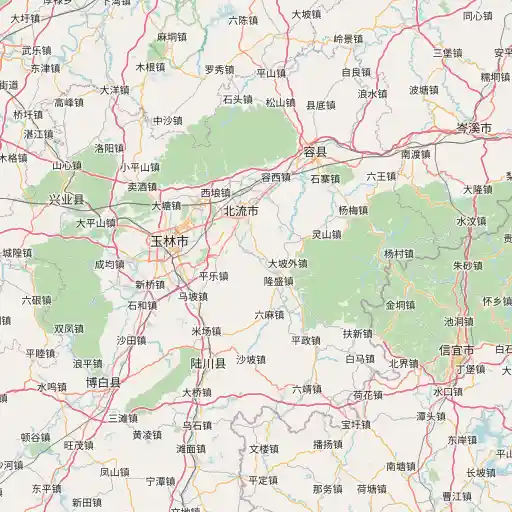 六陈镇
大坡镇
同心镇
大圩镇
岭景镇
麻垌镇
武乐镇
三堡镇
安平
东津镇
木根镇
罗秀镇
平山镇
自良镇
糯垌镇
街道
大洋镇
浪水镇
波塘镇
高峰镇
石头镇
松山镇
县底镇
桥圩镇
中沙镇
岑溪市
湛江镇
洛阳镇
容县
南渡镇
木格镇
山心镇
小平山镇
容西镇
石寨镇
六王镇
卖酒镇
西埌镇
大隆镇
兴业县
大塘镇
北流市
杨梅镇
大平山镇
水汶镇
玉林市
灵山镇
城隍镇
杨村镇
成均镇
大坡外镇
朱砂镇
平乐镇
隆盛镇
新桥镇
六硍镇
乌坡镇
怀乡镇
石和镇
金垌镇
六麻镇
池洞镇
双凤镇
米场镇
扶新镇
沙田镇
平政镇
信宜市
白石
平睦镇
沙坡镇
白马镇
浪平镇
陆川县
北界镇
丁堡镇
博白县
水鸣镇
大桥镇
六靖镇
荷花镇
水口镇
三滩镇
潭头镇
乌石镇
宝圩镇
顿谷镇
黄凌镇
播扬镇
东岸镇
旺茂镇
滩面镇
文楼镇
沙河镇
南塘镇
凤山镇
长坡镇
宁潭镇
平定镇
东平镇
那务镇
荷塘镇
曹江镇
新田镇